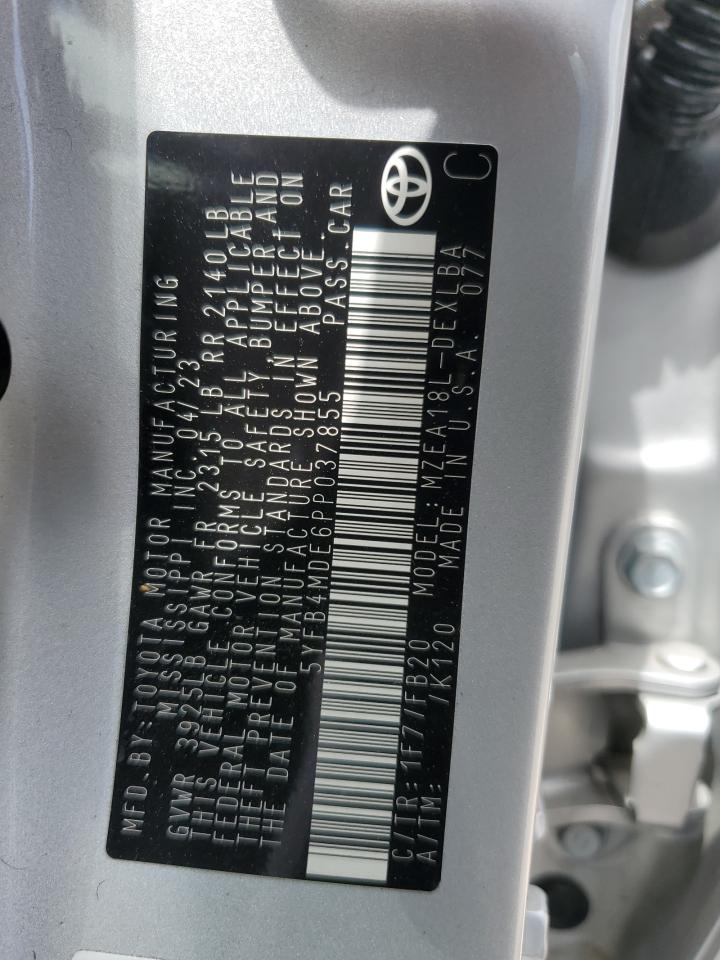 MFD. BY: TOYOTA MOTOR MANUFACTURING
MISSISSIPPI INC. 04/23
GVWR 3925LB GAWR FR 2315 LB RR 2140 LB
THIS VEHICLE CONFORMS TO ALL APPLICABLE
FEDERAL MOTOR VEHICLE SAFETY BUMPER AND
THEFT PREVENTION STANDARDS IN EFFECT ON
THE DATE OF MANUFACTURE SHOWN ABOVE.
5YFB4MDE6PP037855 PASS. CAR
C/TR: 1F7/FB20 MODEL: MZEA18L-DEXLBA
A/TM: /K120 MADE IN U.S.A. 077
C